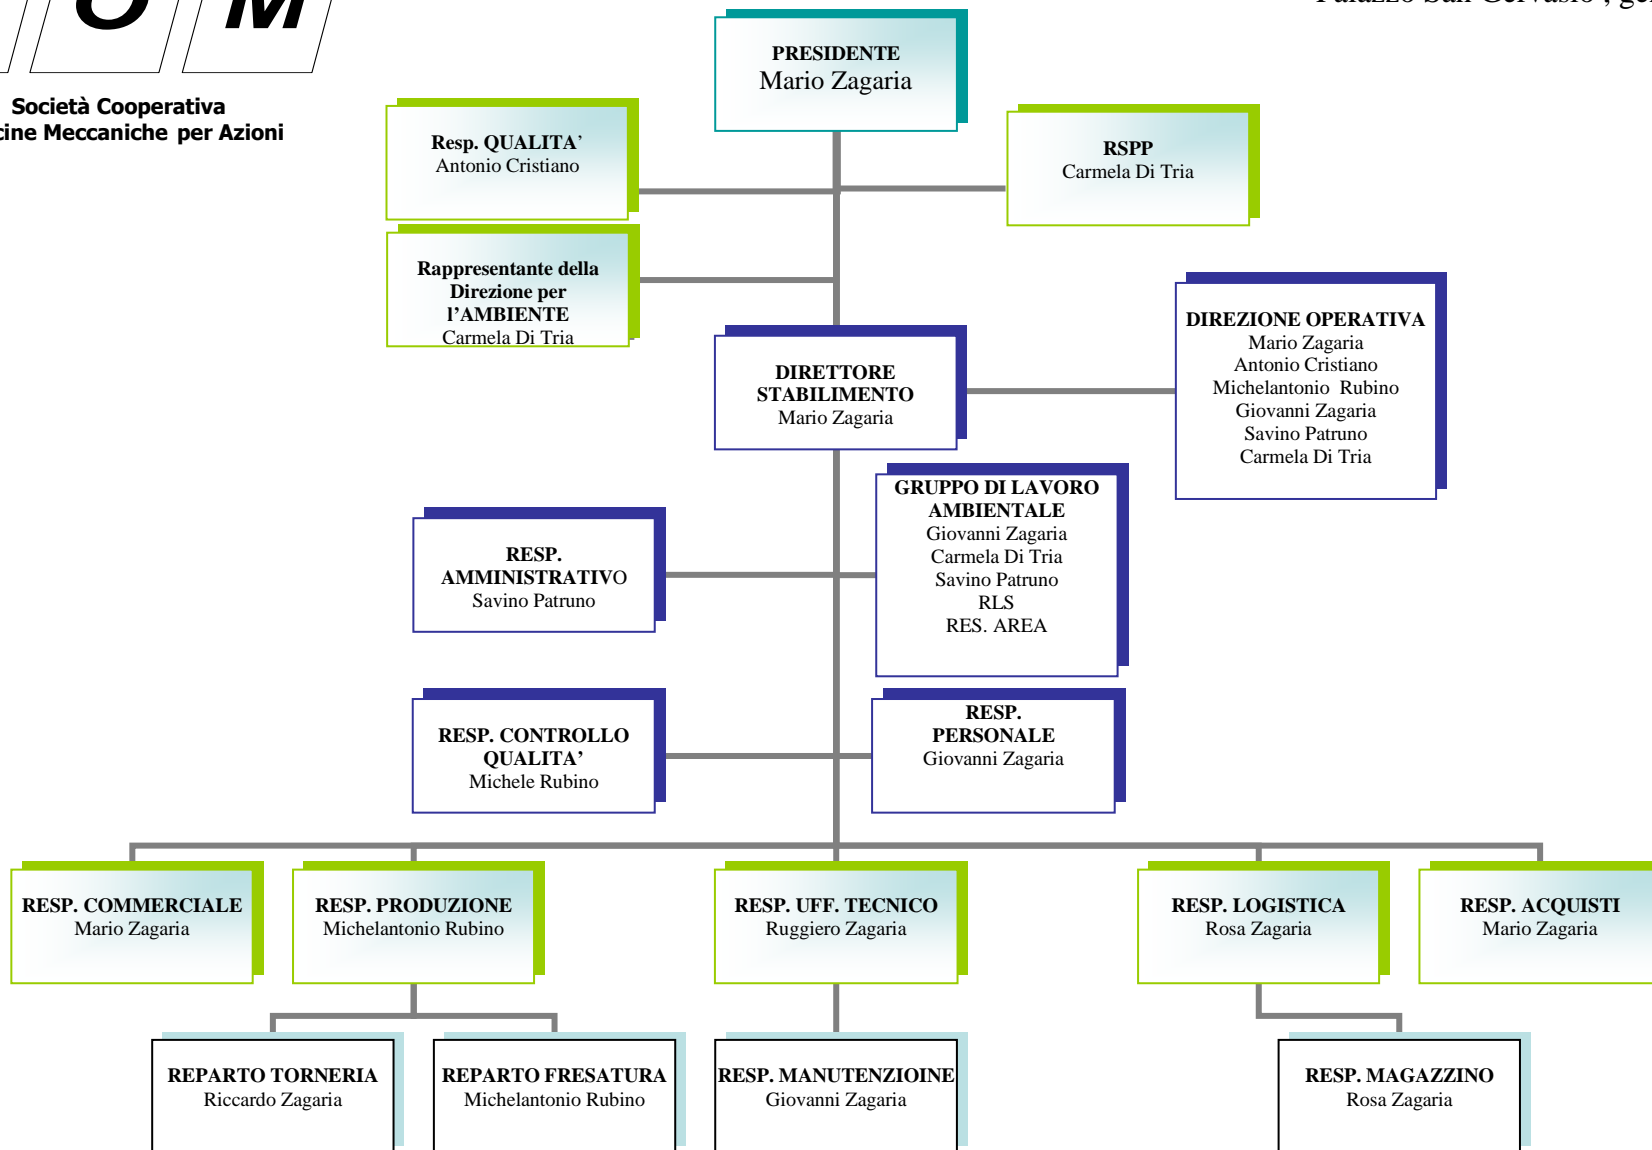 O M
Palazzo San Gervasio ,
Società Cooperativa
Meccaniche per Azioni
PRESIDENTE
Mario Zagaria
Resp. QUALITA’
Antonio Cristiano
RSPP
Carmela Di Tria
Rappresentante della
Direzione per
l’AMBIENTE
Carmela Di Tria
DIRETTORE
STABILIMENTO
Mario Zagaria
DIREZIONE OPERATIVA
Mario Zagaria
Antonio Cristiano
Michelantonio Rubino
Giovanni Zagaria
Savino Patruno
Carmela Di Tria
RESP.
AMMINISTRATIVO
Savino Patruno
GRUPPO DI LAVORO
AMBIENTALE
Giovanni Zagaria
Carmela Di Tria
Savino Patruno
RLS
RES. AREA
RESP. CONTROLLO
QUALITA’
Michele Rubino
RESP.
PERSONALE
Giovanni Zagaria
RESP. COMMERCIALE
Mario Zagaria
RESP. PRODUZIONE
Michelantonio Rubino
RESP. UFF. TECNICO
Ruggiero Zagaria
RESP. LOGISTICA
Rosa Zagaria
RESP. ACQUISTI
Mario Zagaria
REPARTO TORNERIA
Riccardo Zagaria
REPARTO FRESATURA
Michelantonio Rubino
RESP. MANUTENZIOINE
Giovanni Zagaria
RESP. MAGAZZINO
Rosa Zagaria